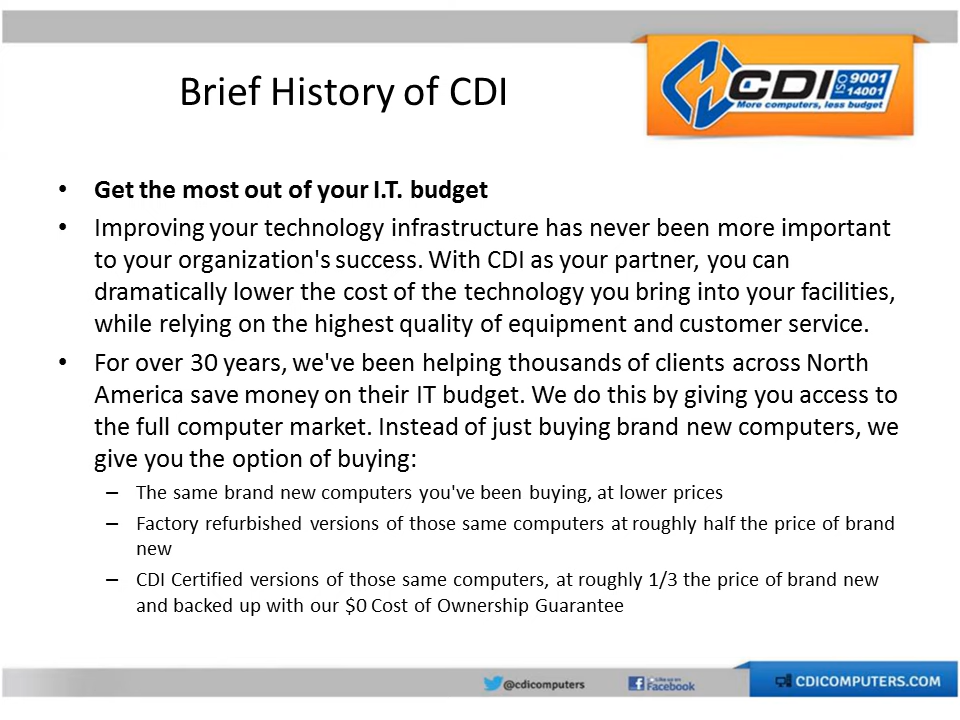 Brief History of CDI
CDI ISO 9001 14001
More computers, less budget
• Get the most out of your I.T. budget
• Improving your technology infrastructure has never been more important
to your organization's success. With CDI as your partner, you can
dramatically lower the cost of the technology you bring into your facilities,
while relying on the highest quality of equipment and customer service.
• For over 30 years, we've been helping thousands of clients across North
America save money on their IT budget. We do this by giving you access to
the full computer market. Instead of just buying brand new computers, we
give you the option of buying:
– The same brand new computers you've been buying, at lower prices
– Factory refurbished versions of those same computers at roughly half the price of brand
new
– CDI Certified versions of those same computers, at roughly 1/3 the price of brand new
and backed up with our $0 Cost of Ownership Guarantee
@cdicomputers
Like us on
Facebook
CDICOMPUTERS.COM